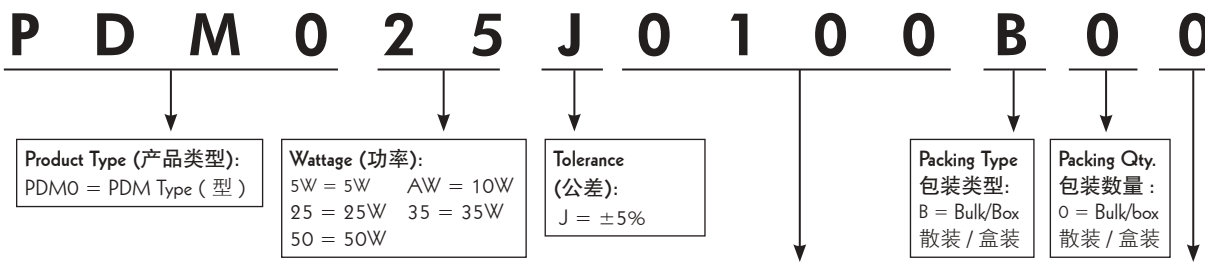 P D M 0 2 5 J 0 1 0 0 B 0 0
Product Type (产品类型):
PDM0 = PDM Type ( 型 )
Wattage (功率):
5W = 5W AW = 10W
25 = 25W 35 = 35W
50 = 50W
Tolerance
(公差):
J = ±5%
Packing Type
包装类型:
B = Bulk/Box
散装 / 盒装
Packing Qty.
包装数量 :
0 = Bulk/box
散装 / 盒装